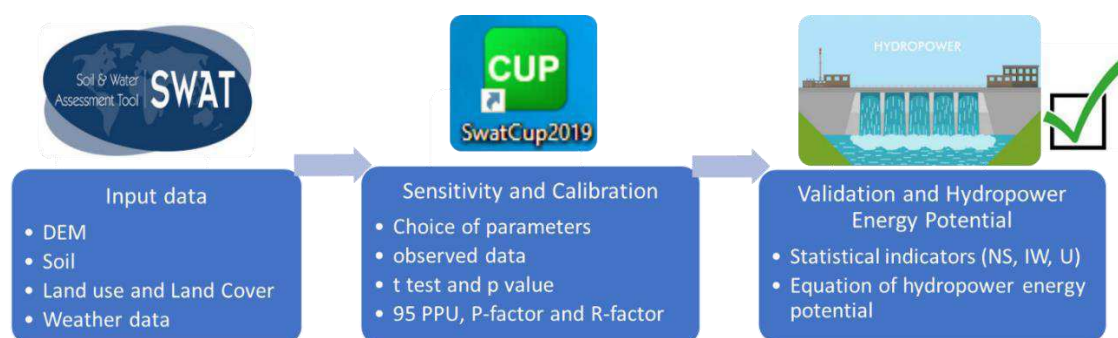 Soil & Water
Assessment Tool
SWAT
Input data
• DEM
• Soil
• Land use and Land Cover
• Weather data
CUP
SwatCup2019
Sensitivity and Calibration
• Choice of parameters
• observed data
• t test and p value
• 95 PPU, P-factor and R-factor
HYDROPOWER
Validation and Hydropower
Energy Potential
• Statistical indicators (NS, IW, U)
• Equation of hydropower energy
potential